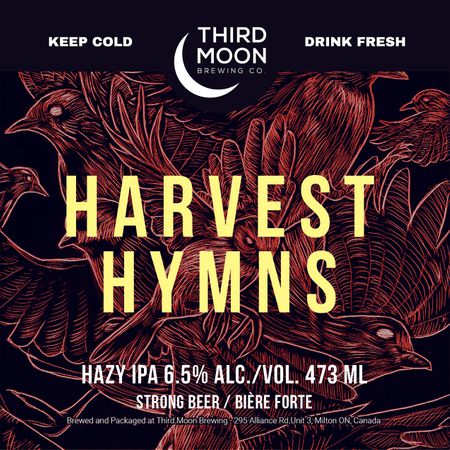 KEEP COLD
THIRD
MOON
BREWING CO.
DRINK FRESH
HARVEST
HYMNS
HAZY IPA 6.5% ALC./VOL. 473 ML
STRONG BEER / BIÈRE FORTE
Brewed and Packaged at Third Moon Brewing - 295 Alliance Rd,Unit 3, Milton ON, Canada